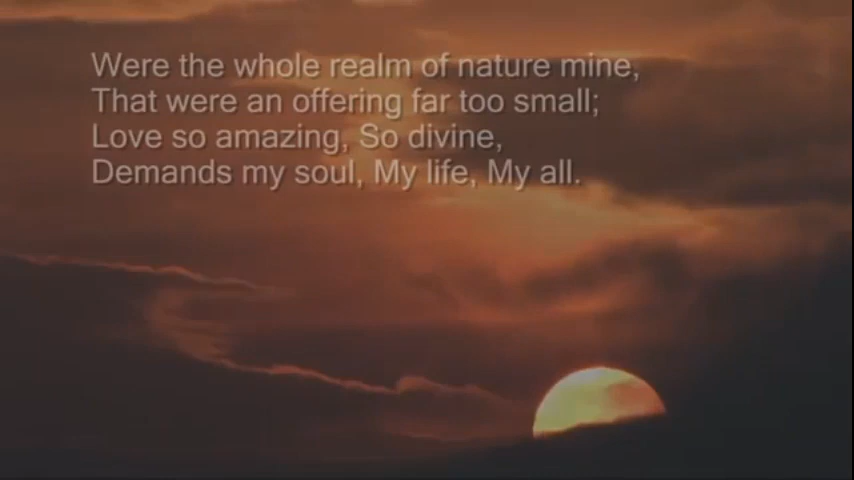 Were the whole realm of nature mine,
That were an offering far too small;
Love so amazing, So divine,
Demands my soul, My life, My all.